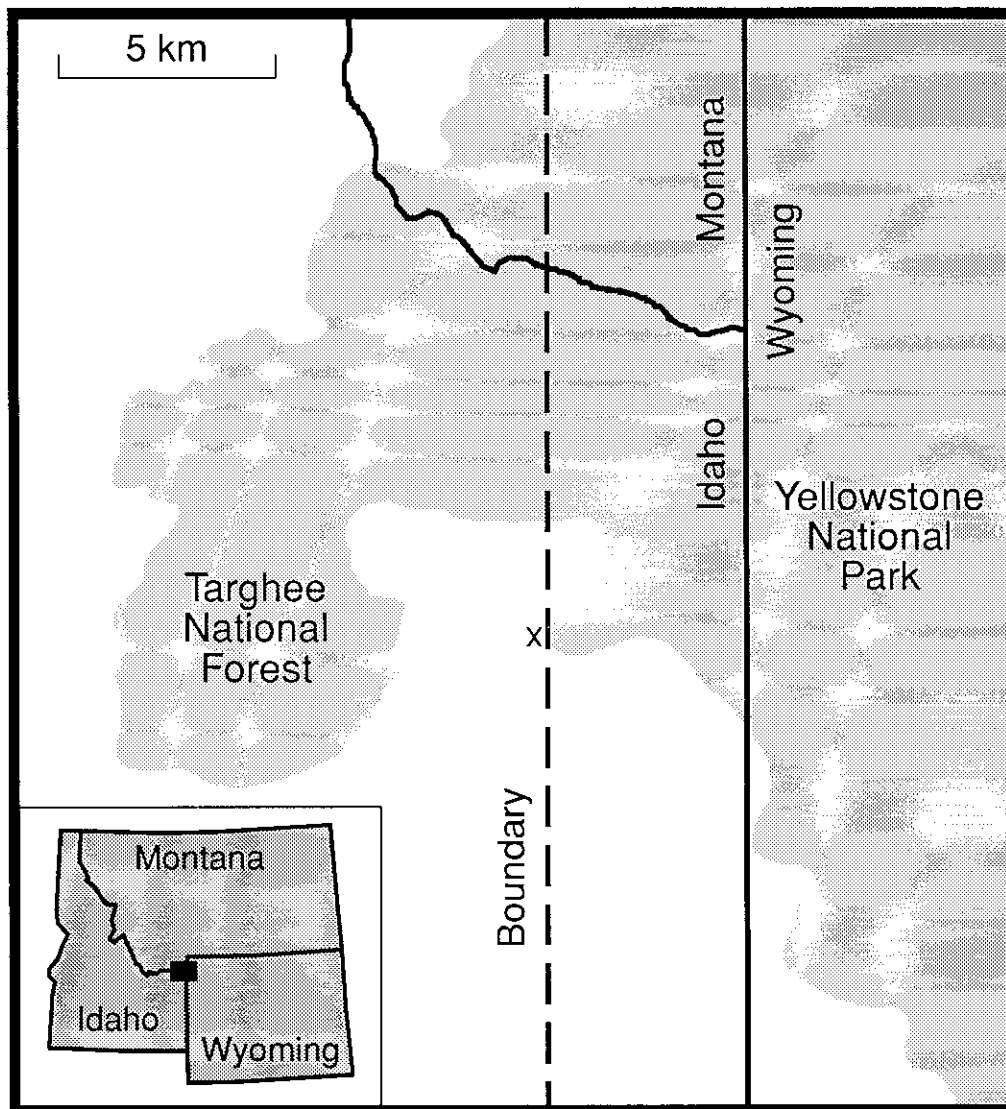 5 km
Montana
Wyoming
Idaho
Yellowstone
National
Park
Targhee
National
Forest
x
Boundary
Montana
Idaho
Wyoming